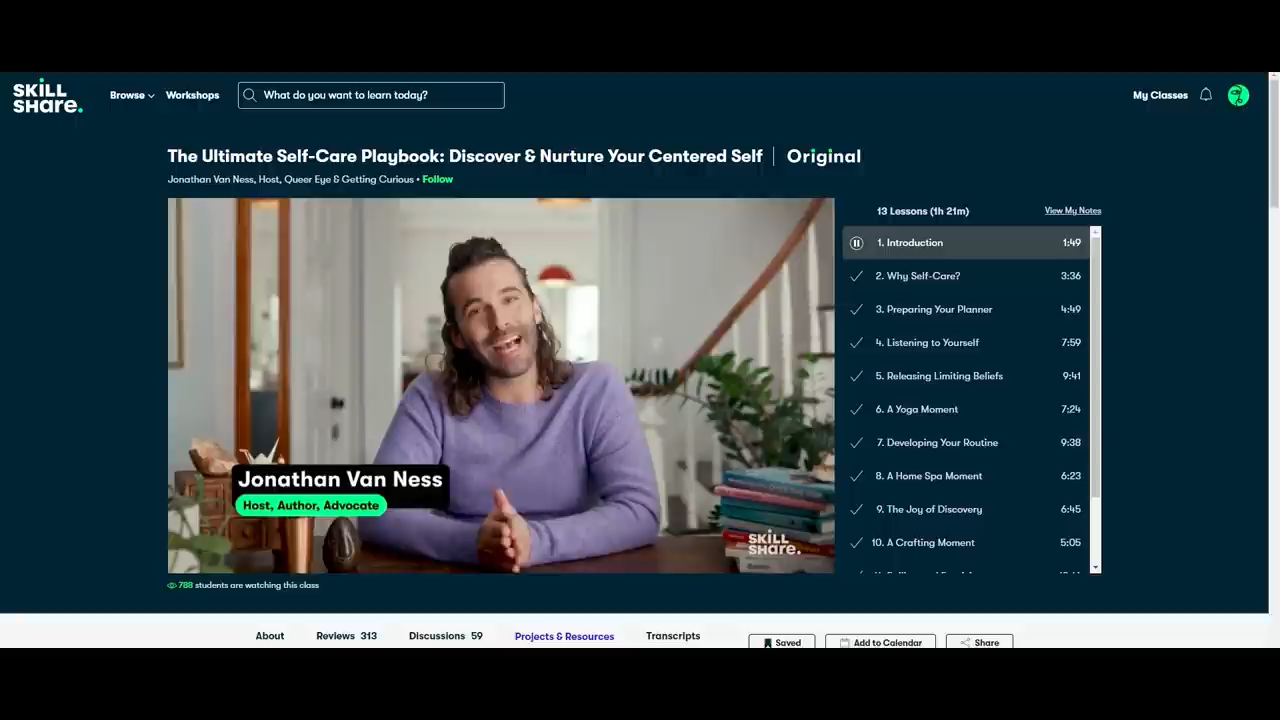 SKILL
SHare.
Browse
Workshops
What do you want to learn today?
My Classes
The Ultimate Self-Care Playbook: Discover & Nurture Your Centered Self | Original
Jonathan Van Ness, Host, Queer Eye & Getting Curious • Follow
13 Lessons (1h 21m)
View My Notes
1. Introduction 1:49
2. Why Self-Care? 3:36
3. Preparing Your Planner 4:49
4. Listening to Yourself 7:59
5. Releasing Limiting Beliefs 9:41
6. A Yoga Moment 7:24
7. Developing Your Routine 9:38
8. A Home Spa Moment 6:23
9. The Joy of Discovery 6:45
10. A Crafting Moment 5:05
Jonathan Van Ness
Host, Author, Advocate
SKILL
SHare.
788 students are watching this class
About
Reviews 313
Discussions 59
Projects & Resources
Transcripts
Saved
Add to Calendar
Share